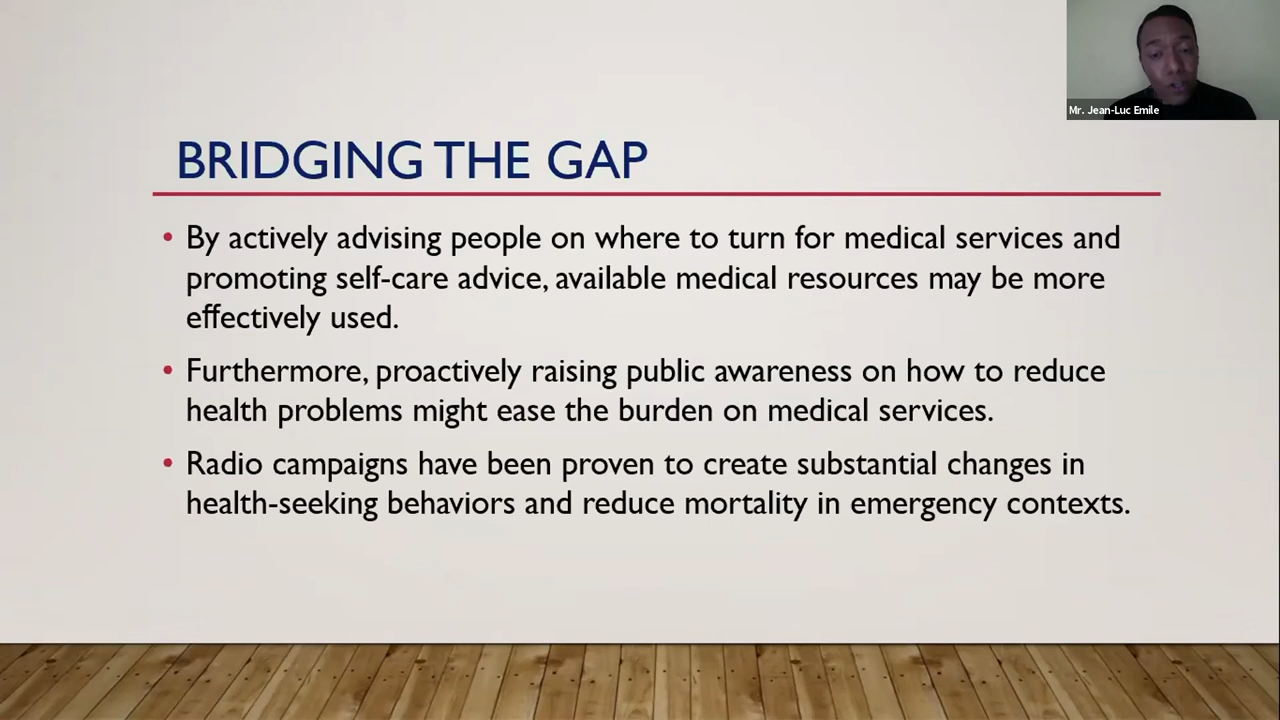 Mr. Jean-Luc Emile
BRIDGING THE GAP
• By actively advising people on where to turn for medical services and
promoting self-care advice, available medical resources may be more
effectively used.
• Furthermore, proactively raising public awareness on how to reduce
health problems might ease the burden on medical services.
• Radio campaigns have been proven to create substantial changes in
health-seeking behaviors and reduce mortality in emergency contexts.